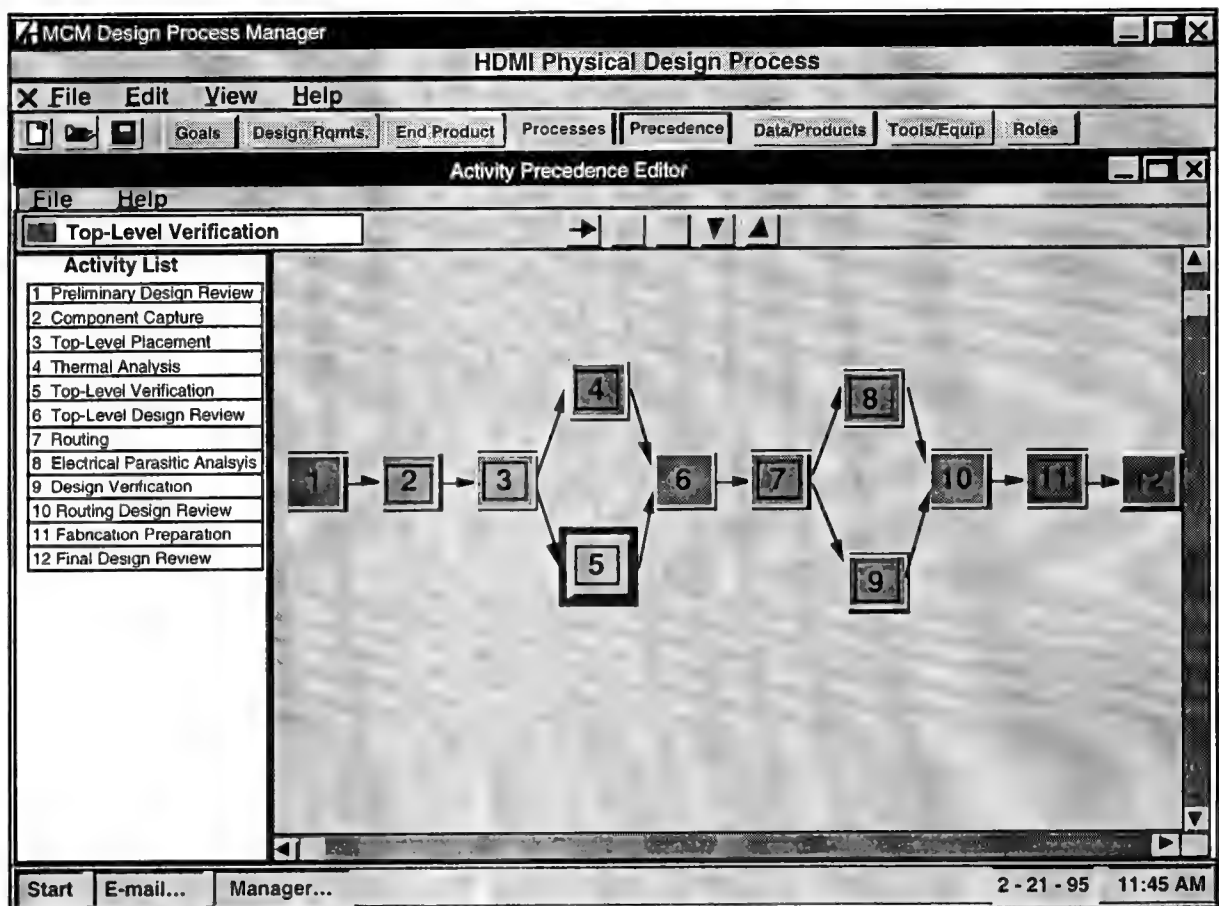 MCM Design Process Manager
HDMI Physical Design Process
X File Edit View Help
Goals Design Rqmts. End Product Processes Precedence Data/Products Tools/Equip Roles
Activity Precedence Editor
File Help
Top-Level Verification
Activity List
1 Preliminary Design Review
2 Component Capture
3 Top-Level Placement
4 Thermal Analysis
5 Top-Level Verification
6 Top-Level Design Review
7 Routing
8 Electrical Parasitic Analsyis
9 Design Verification
10 Routing Design Review
11 Fabrication Preparation
12 Final Design Review
4 8
1 2 3 6 7 10 11 12
5 9
Start E-mail... Manager... 2 - 21 - 95 11:45 AM